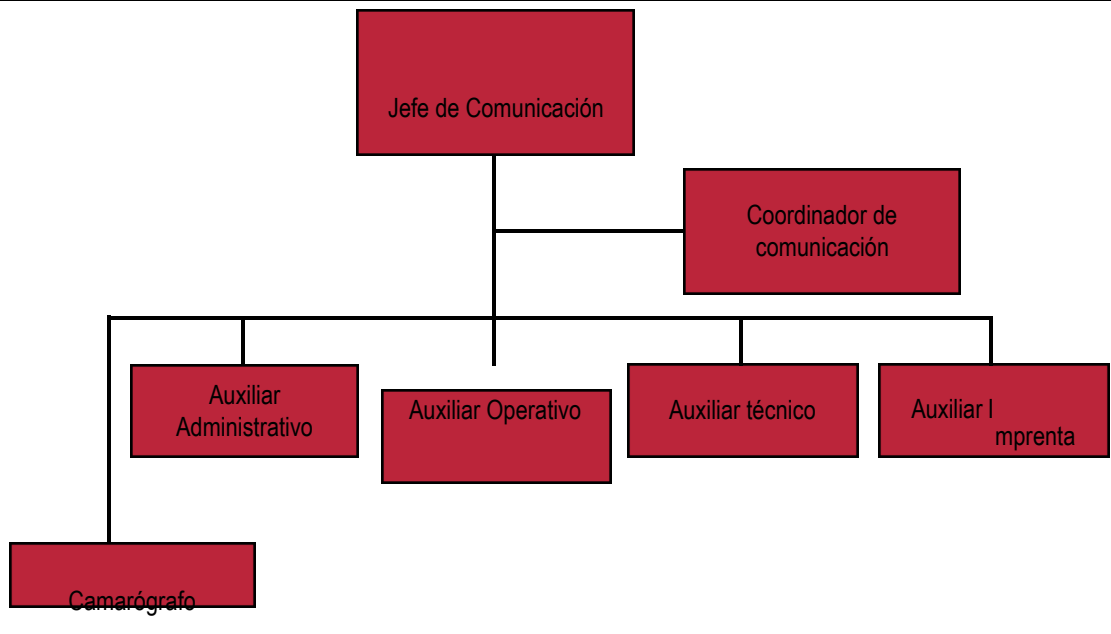 Jefe de Comunicación
Coordinador de
comunicación
Auxiliar
Administrativo
Auxiliar Operativo
Auxiliar técnico
Auxiliar I
mprenta
Camarógrafo